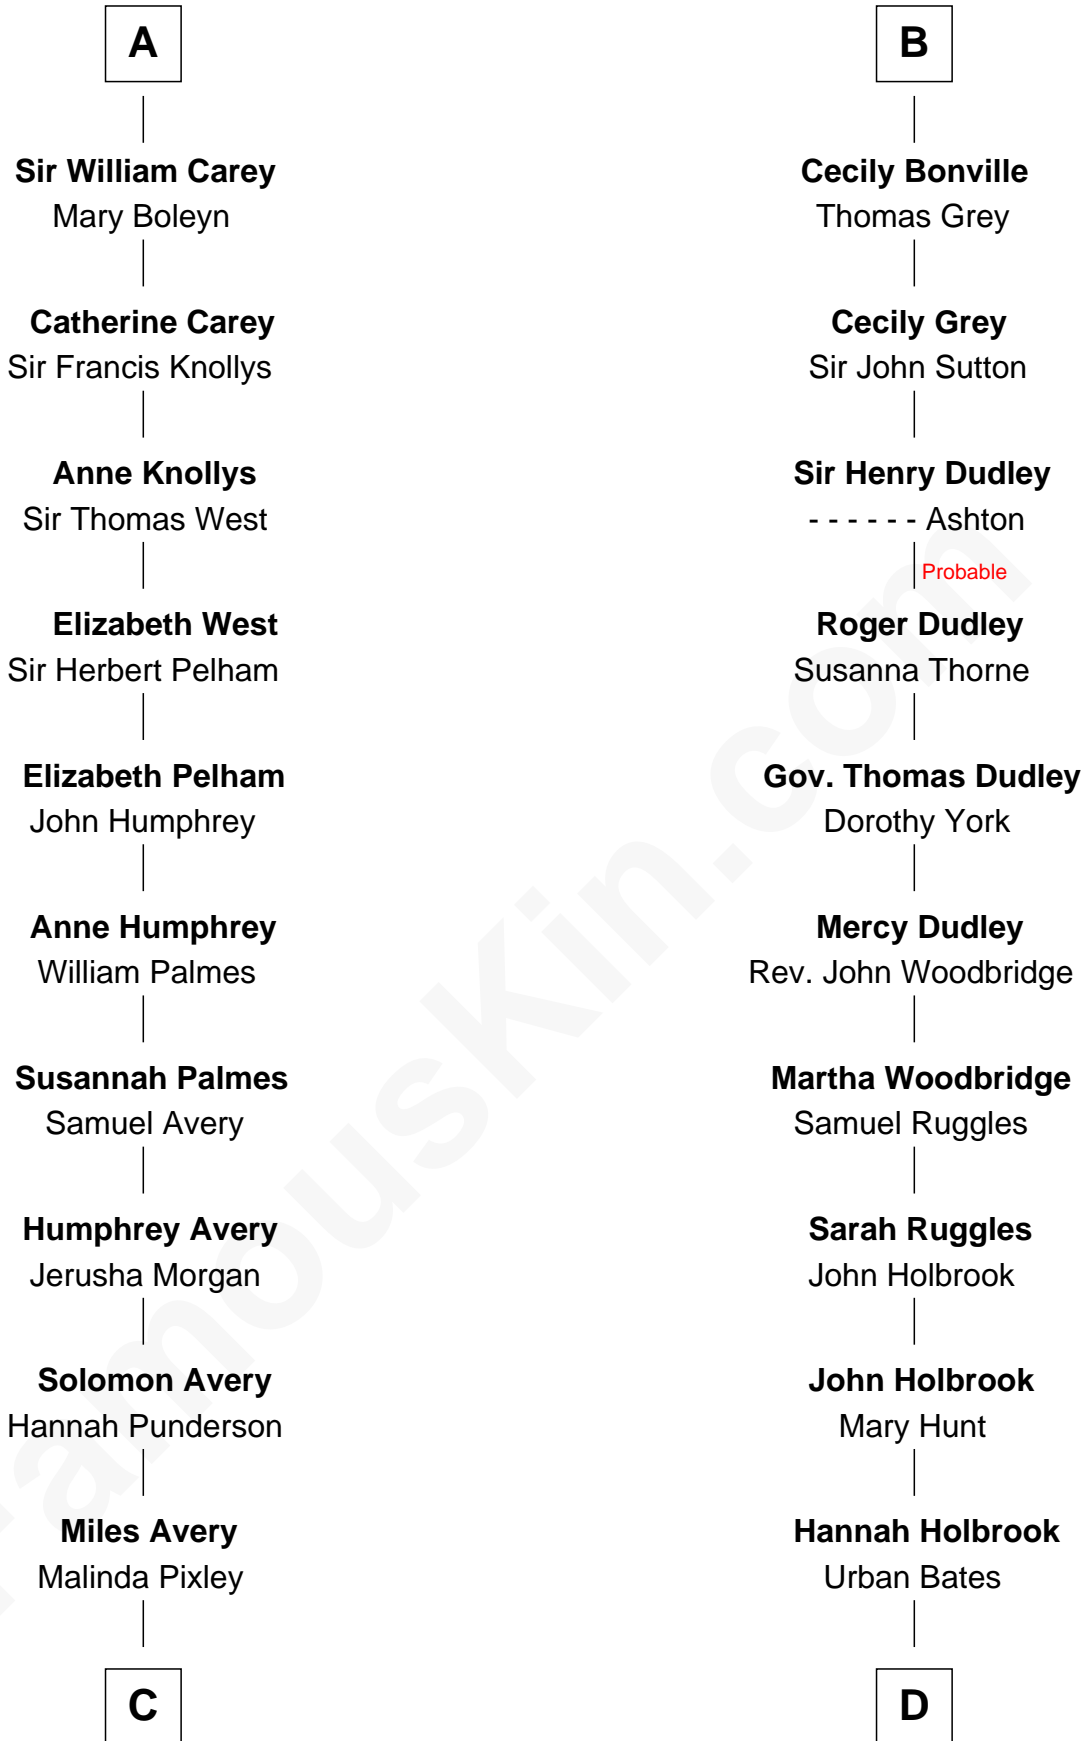 A
Sir William Carey
Mary Boleyn
Catherine Carey
Sir Francis Knollys
Anne Knollys
Sir Thomas West
Elizabeth West
Sir Herbert Pelham
Elizabeth Pelham
John Humphrey
Anne Humphrey
William Palmes
Susannah Palmes
Samuel Avery
Humphrey Avery
Jerusha Morgan
Solomon Avery
Hannah Punderson
Miles Avery
Malinda Pixley
C
B
Cecily Bonville
Thomas Grey
Cecily Grey
Sir John Sutton
Sir Henry Dudley
- - - - - - Ashton
Probable
Roger Dudley
Susanna Thorne
Gov. Thomas Dudley
Dorothy York
Mercy Dudley
Rev. John Woodbridge
Martha Woodbridge
Samuel Ruggles
Sarah Ruggles
John Holbrook
John Holbrook
Mary Hunt
Hannah Holbrook
Urban Bates
D
FamousKin.com